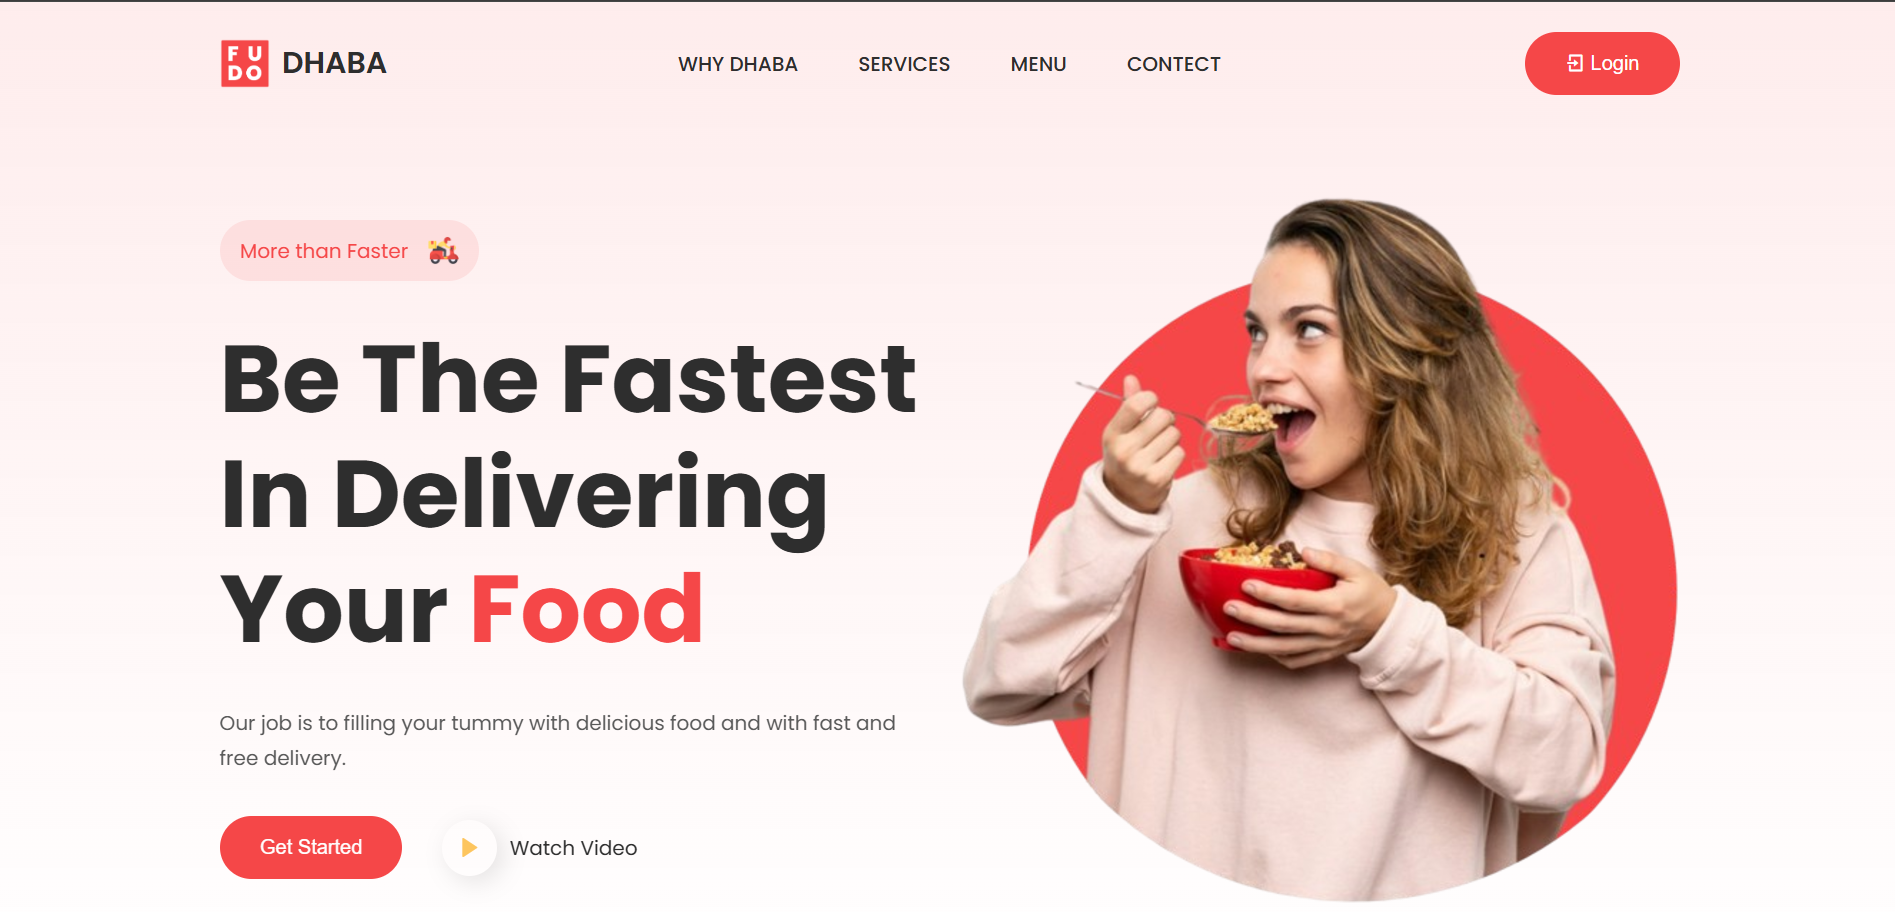 FU
DO
DHABA
WHY DHABA
SERVICES
MENU
CONTECT
Login
More than Faster
Be The Fastest
In Delivering
Your Food
Our job is to filling your tummy with delicious food and with fast and
free delivery.
Get Started
Watch Video